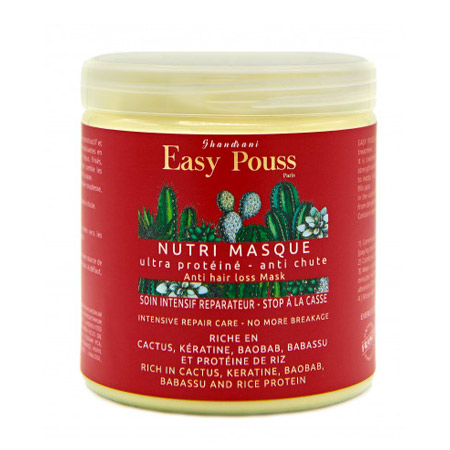 Ghandrani
Easy Pouss
Paris
NUTRI MASQUE
ultra protéiné - anti chute
Anti hair loss Mask
SOIN INTENSIF REPARATEUR - STOP À LA CASSE
INTENSIVE REPAIR CARE - NO MORE BREAKAGE
RICHE EN
CACTUS, KÉRATINE, BAOBAB, BABASSU
ET PROTÉINE DE RIZ
RICH IN CACTUS, KERATINE, BAOBAB,
BABASSU AND RICE PROTEIN